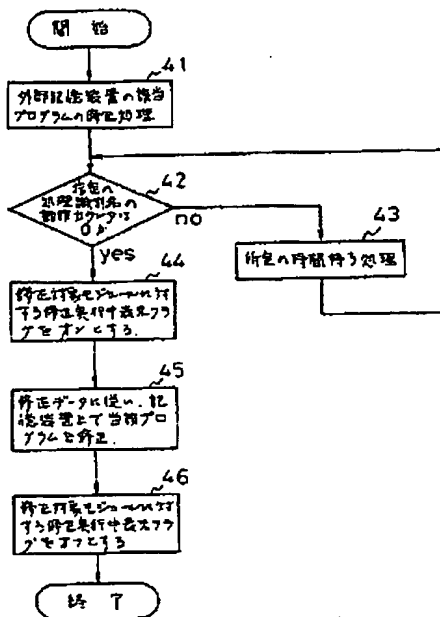 開始
41
外部記憶装置の該当
プログラムの修正処理
42
指定の
処理識別名の
動作カウンタは
0か
no
yes
43
所定の時間待ち処理
44
修正対象モジュールに対
する修正実行中表示フラ
グをオンとする.
45
修正データに従い,記
憶装置上で当該プロ
グラムを修正.
46
修正対象モジュールに対
する修正実行中表示フラ
グをオフとする
終了